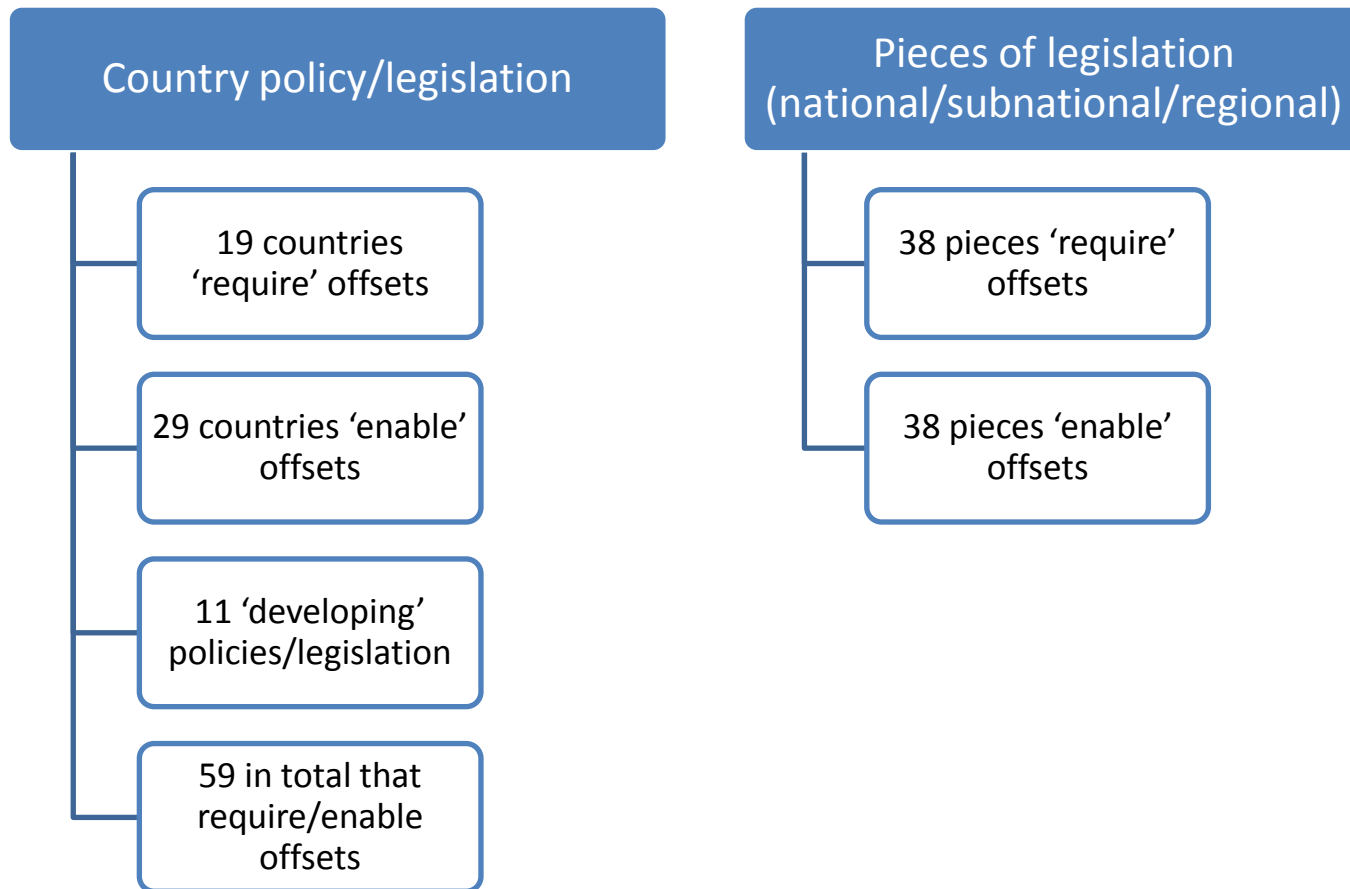 Country policy/legislation
19 countries
‘require’ offsets
29 countries ‘enable’
offsets
11 ‘developing’
policies/legislation
59 in total that
require/enable
offsets
Pieces of legislation
(national/subnational/regional)
38 pieces ‘require’
offsets
38 pieces ‘enable’
offsets